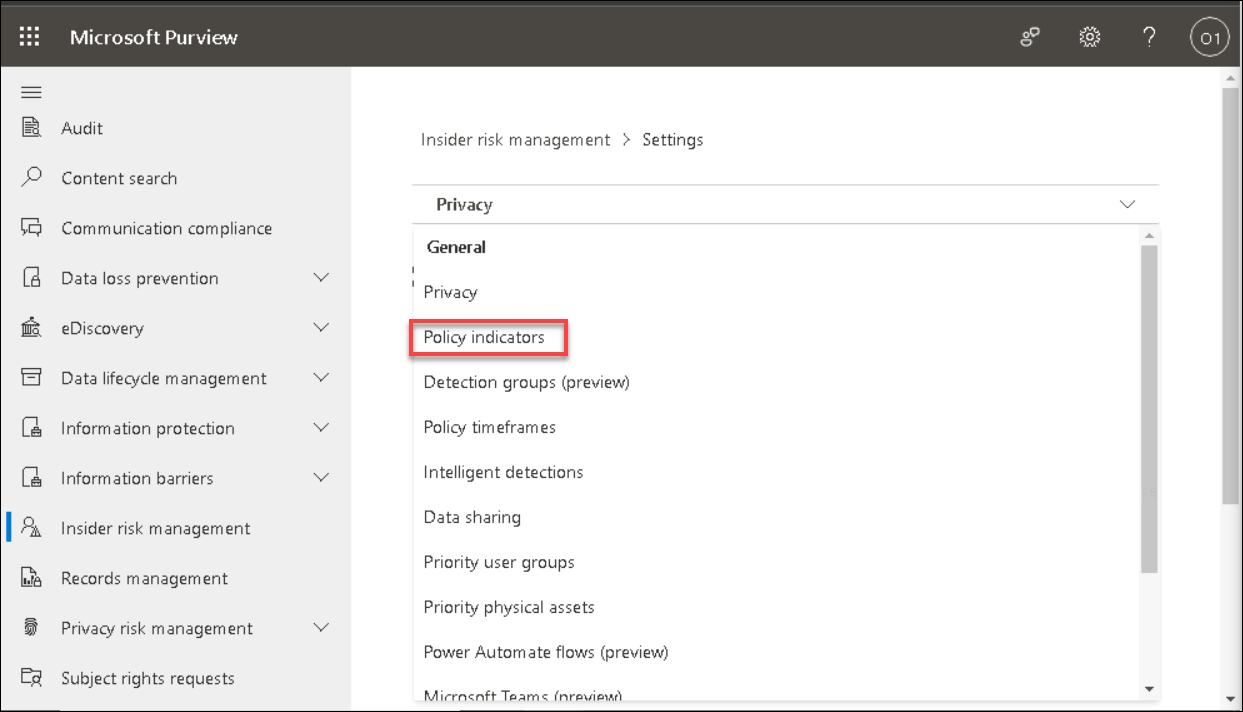 Microsoft Purview
?
O1
Audit
Content search
Communication compliance
Data loss prevention
eDiscovery
Data lifecycle management
Information protection
Information barriers
Insider risk management
Records management
Privacy risk management
Subject rights requests
Insider risk management > Settings
Privacy
General
Privacy
Policy indicators
Detection groups (preview)
Policy timeframes
Intelligent detections
Data sharing
Priority user groups
Priority physical assets
Power Automate flows (preview)
Microsoft Teams (preview)